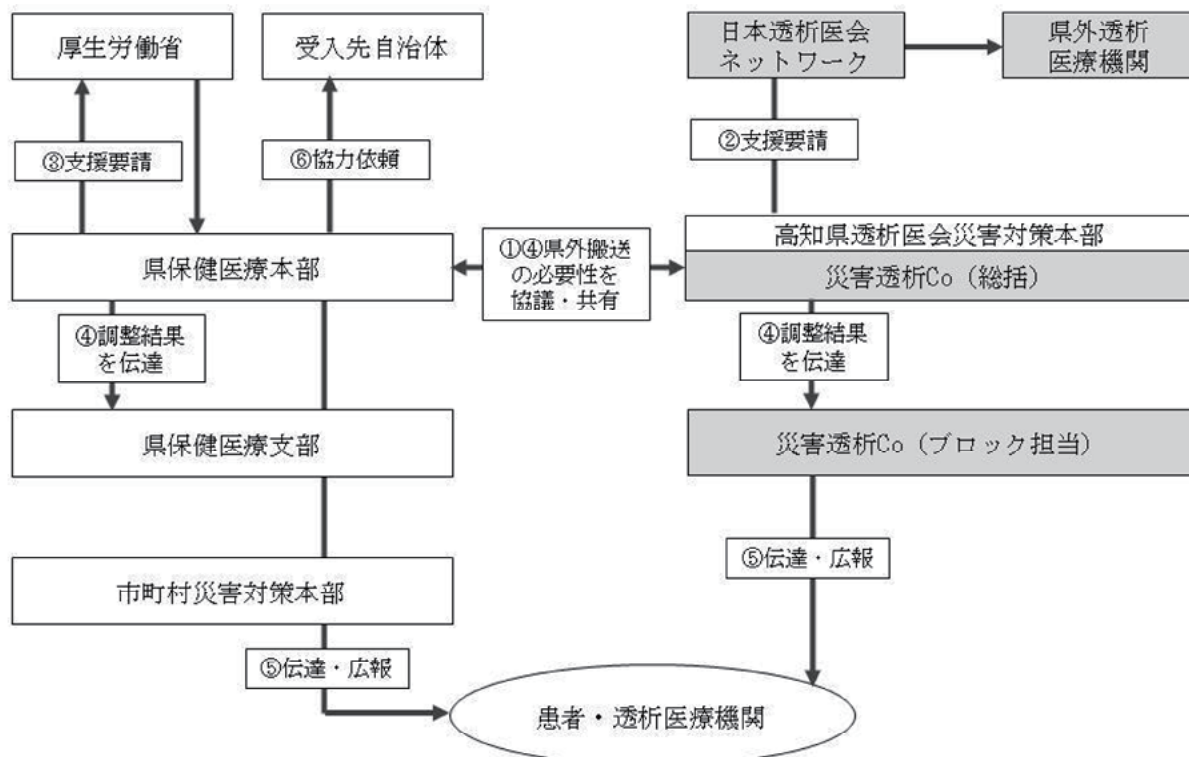 厚生労働省
受入先自治体
日本透析医会
ネットワーク
県外透析
医療機関
③支援要請
⑥協力依頼
②支援要請
県保健医療本部
①④県外搬送
の必要性を
協議・共有
高知県透析医会災害対策本部
災害透析Co（総括）
④調整結果
を伝達
④調整結果
を伝達
県保健医療支部
災害透析Co（ブロック担当）
市町村災害対策本部
⑤伝達・広報
⑤伝達・広報
患者・透析医療機関